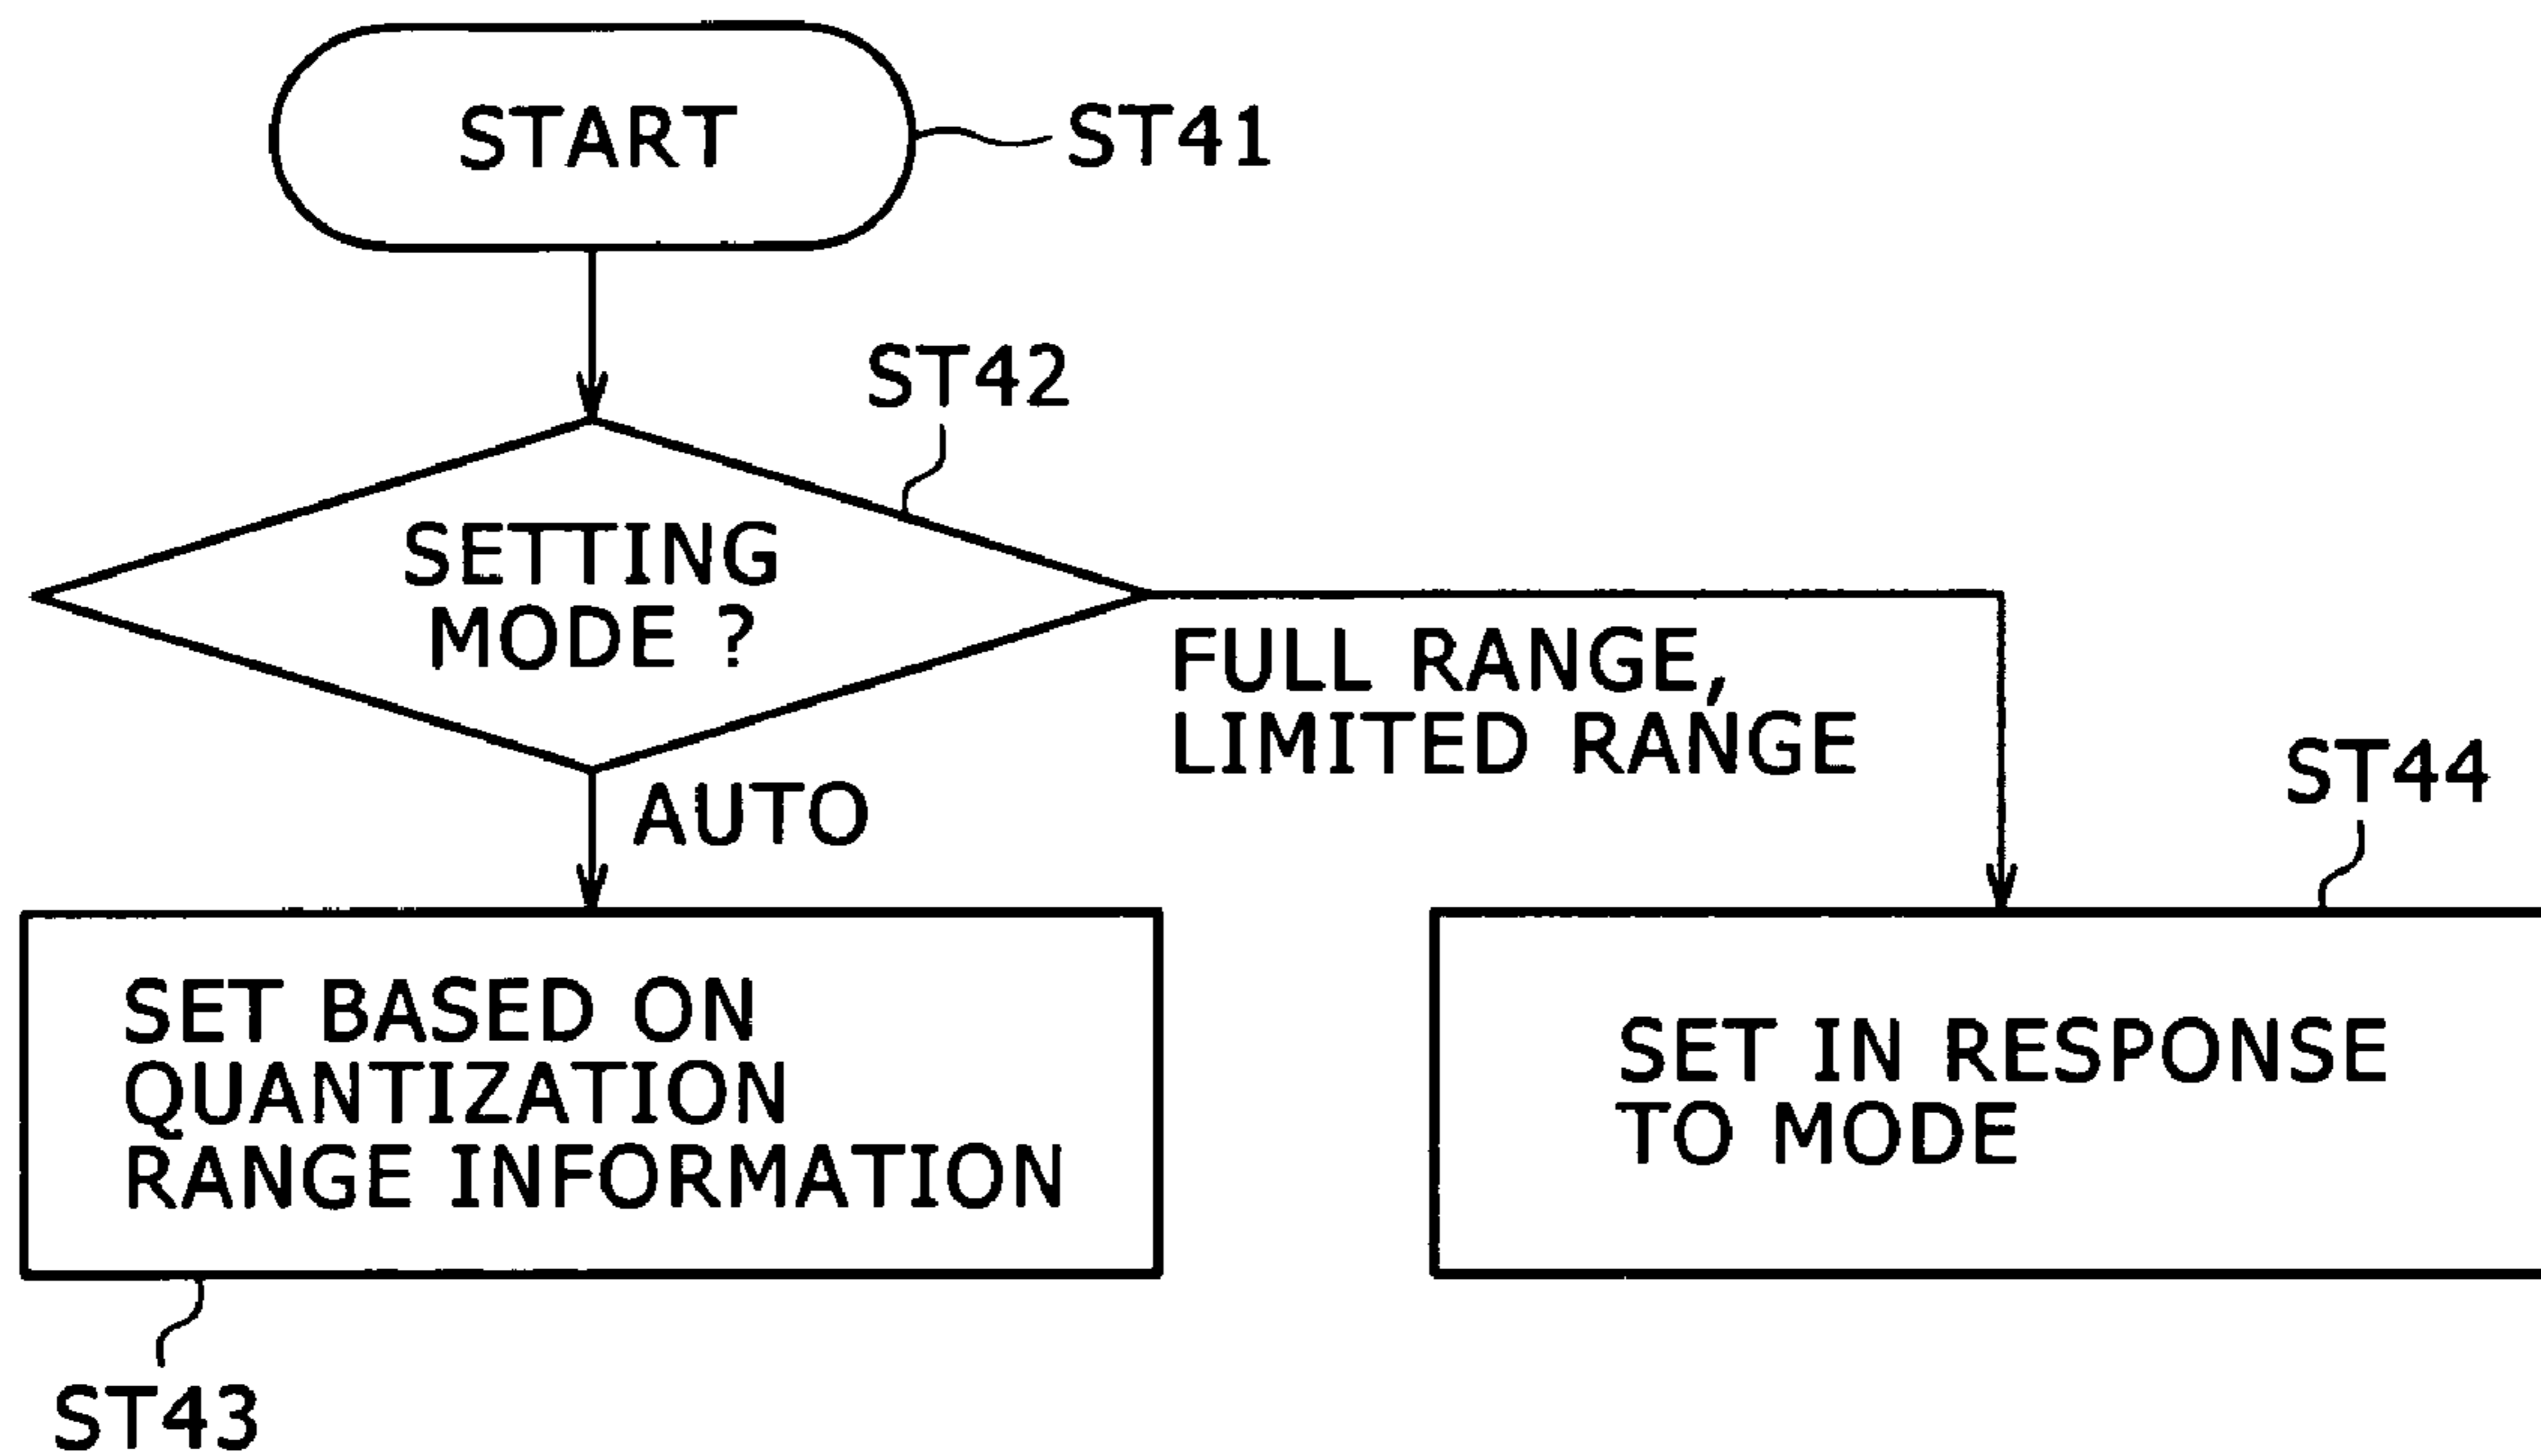 START
ST41
ST42
SETTING
MODE ?
FULL RANGE,
LIMITED RANGE
AUTO
ST44
SET BASED ON
QUANTIZATION
RANGE INFORMATION
SET IN RESPONSE
TO MODE
ST43